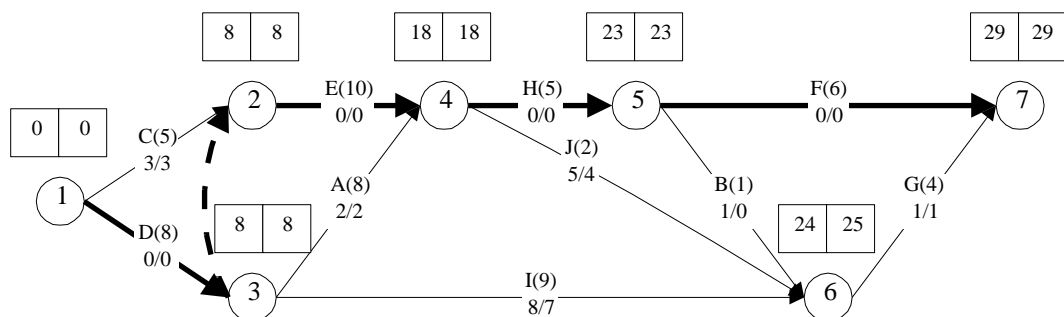 8 8
18 18
23 23
29 29
E(10)
H(5)
F(6)
2
4
5
7
0/0
0/0
0/0
0 0
C(5)
3/3
J(2)
5/4
A(8)
2/2
B(1)
1/0
G(4)
1/1
1
D(8)
0/0
8 8
24 25
I(9)
8/7
3
6